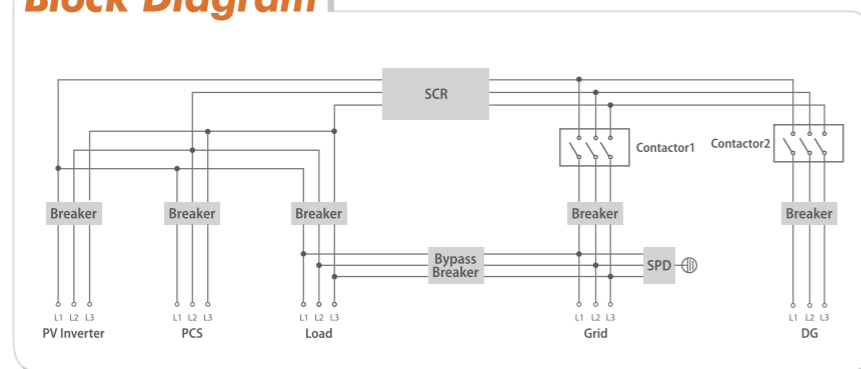 Block Diagram
SCR
Contactor1
Contactor2
Breaker
Breaker
Breaker
Breaker
Breaker
Bypass
Breaker
SPD
L1 L2 L3
L1 L2 L3
L1 L2 L3
L1 L2 L3
L1 L2 L3
PV Inverter
PCS
Load
Grid
DG